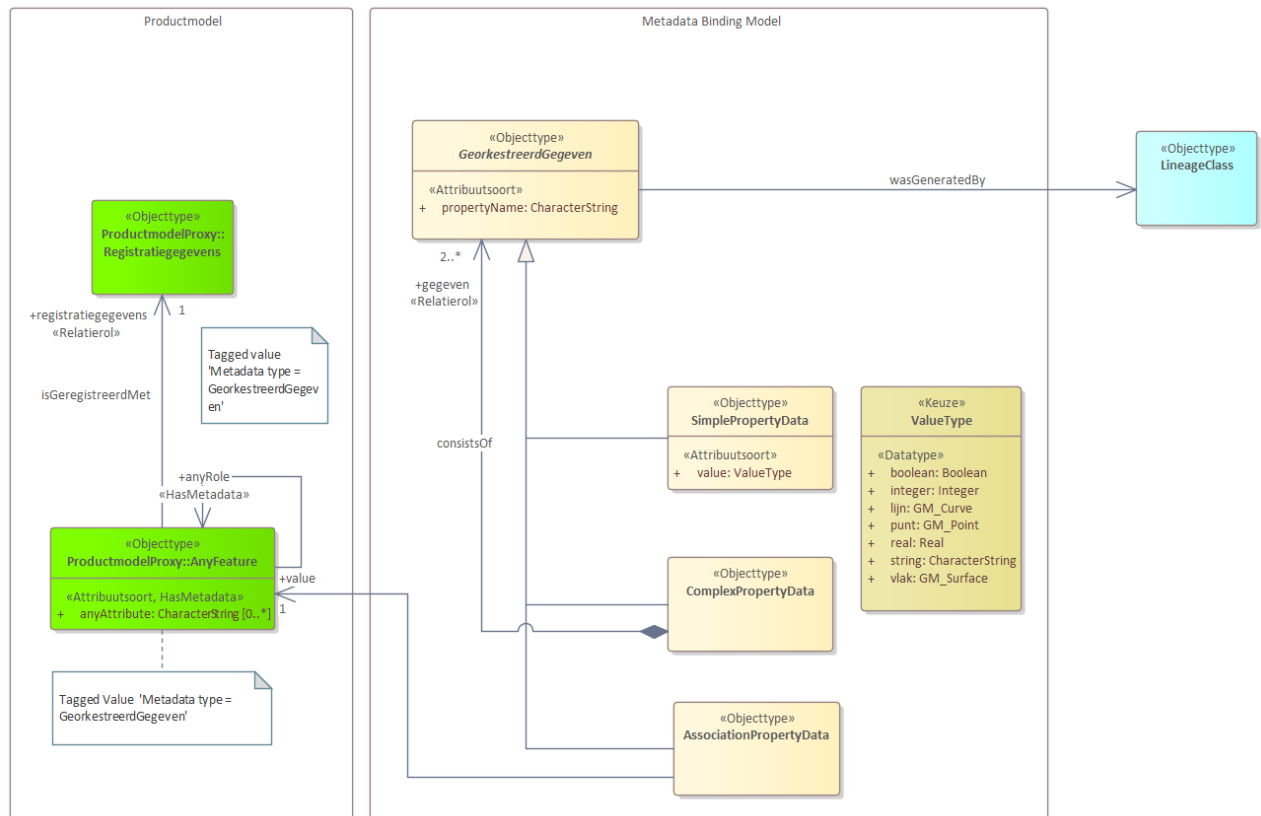 Productmodel
Metadata Binding Model
«Objecttype»
GeorkestreerdGegeven
«Attribuutsoort»
+ propertyName: CharacterString
wasGeneratedBy
«Objecttype»
LineageClass
«Objecttype»
ProductmodelProxy::
Registratiegegevens
+registratiegegevens
«Relatierol»
1
isGeregistreerdMet
Tagged value
'Metadata type =
GeorkestreerdGegev
en'
2..*
+gegeven
«Relatierol»
consistsOf
«Objecttype»
SimplePropertyData
«Attribuutsoort»
+ value: ValueType
«Keuze»
ValueType
«Datatype»
+ boolean: Boolean
+ integer: Integer
+ lijn: GM_Curve
+ punt: GM_Point
+ real: Real
+ string: CharacterString
+ vlak: GM_Surface
+anyRole
«HasMetadata»
«Objecttype»
ProductmodelProxy::AnyFeature
«Attribuutsoort, HasMetadata»
+ anyAttribute: CharacterString [0..*]
+value
1
«Objecttype»
ComplexPropertyData
Tagged Value 'Metadata type =
GeorkestreerdGegeven'
«Objecttype»
AssociationPropertyData